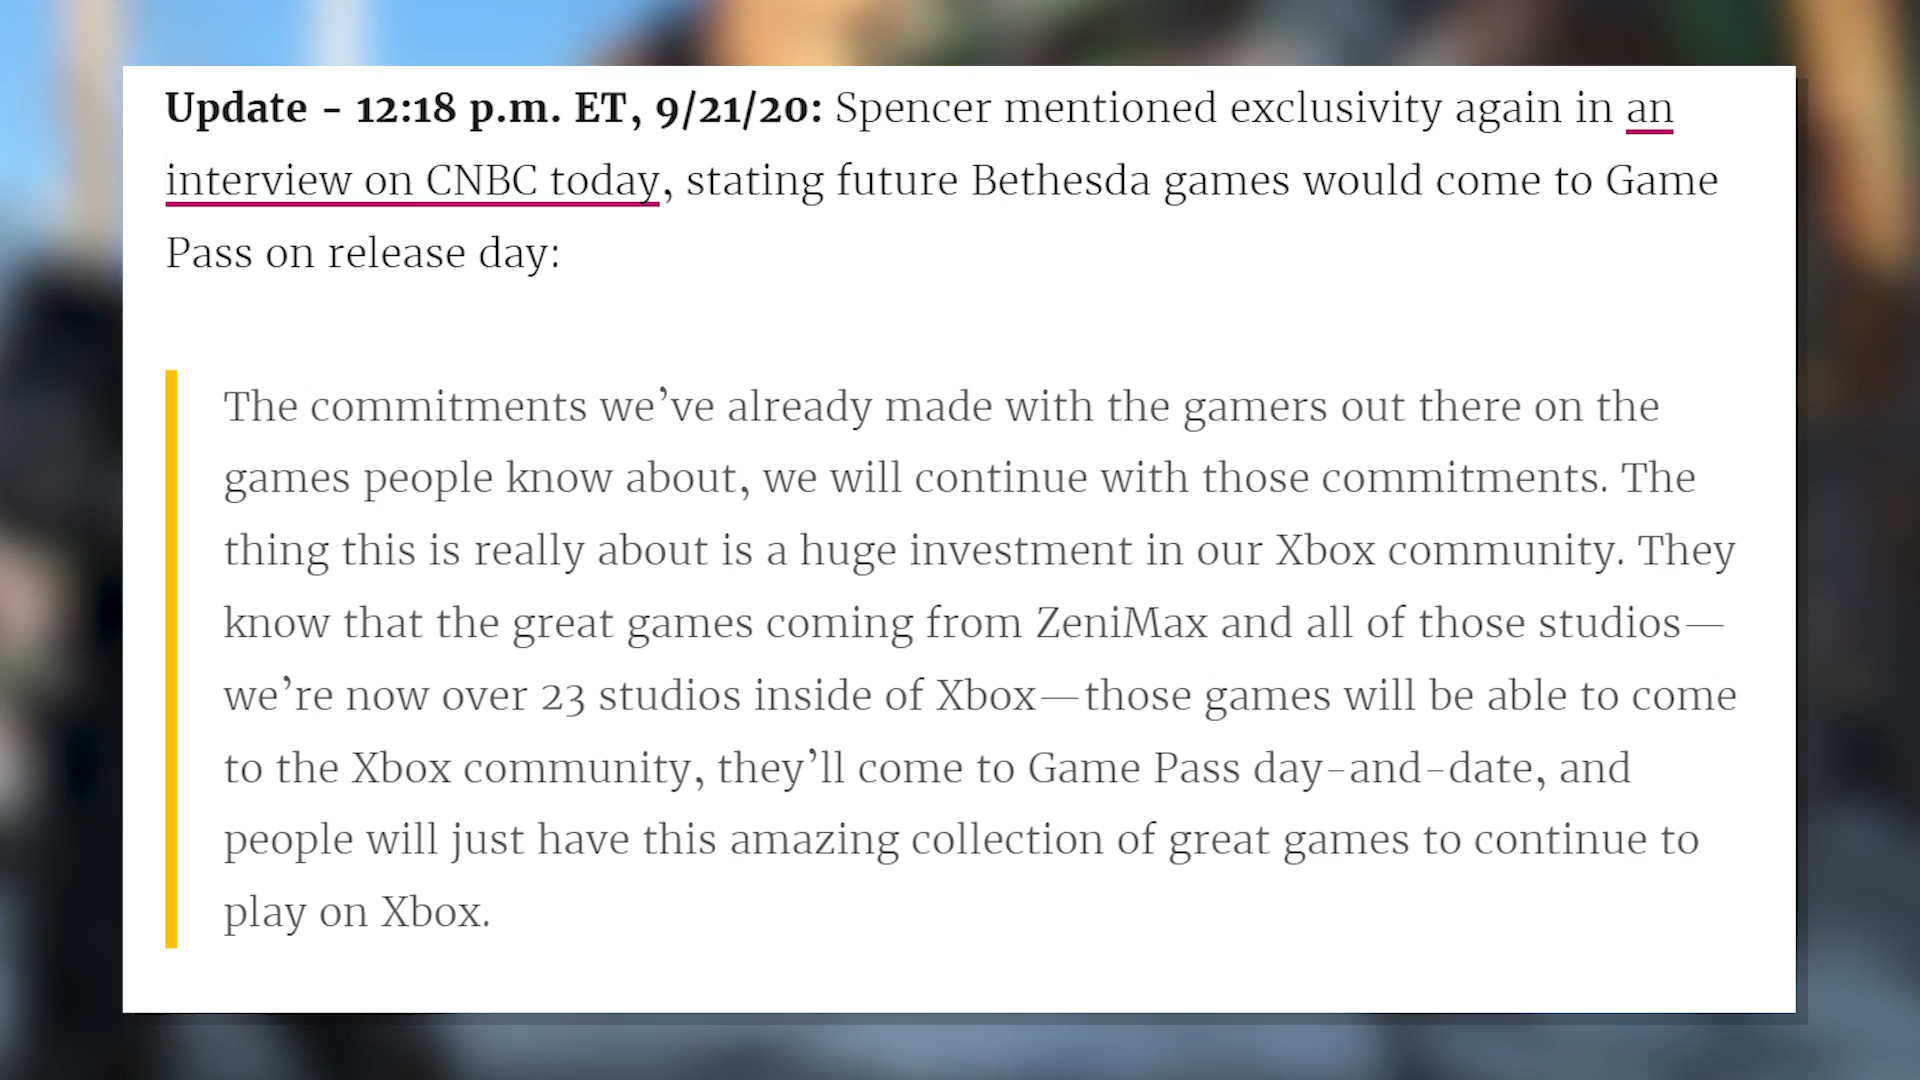 Update - 12:18 p.m. ET, 9/21/20: Spencer mentioned exclusivity again in an
interview on CNBC today, stating future Bethesda games would come to Game
Pass on release day:
The commitments we’ve already made with the gamers out there on the
games people know about, we will continue with those commitments. The
thing this is really about is a huge investment in our Xbox community. They
know that the great games coming from ZeniMax and all of those studios—
we’re now over 23 studios inside of Xbox—those games will be able to come
to the Xbox community, they’ll come to Game Pass day-and-date, and
people will just have this amazing collection of great games to continue to
play on Xbox.